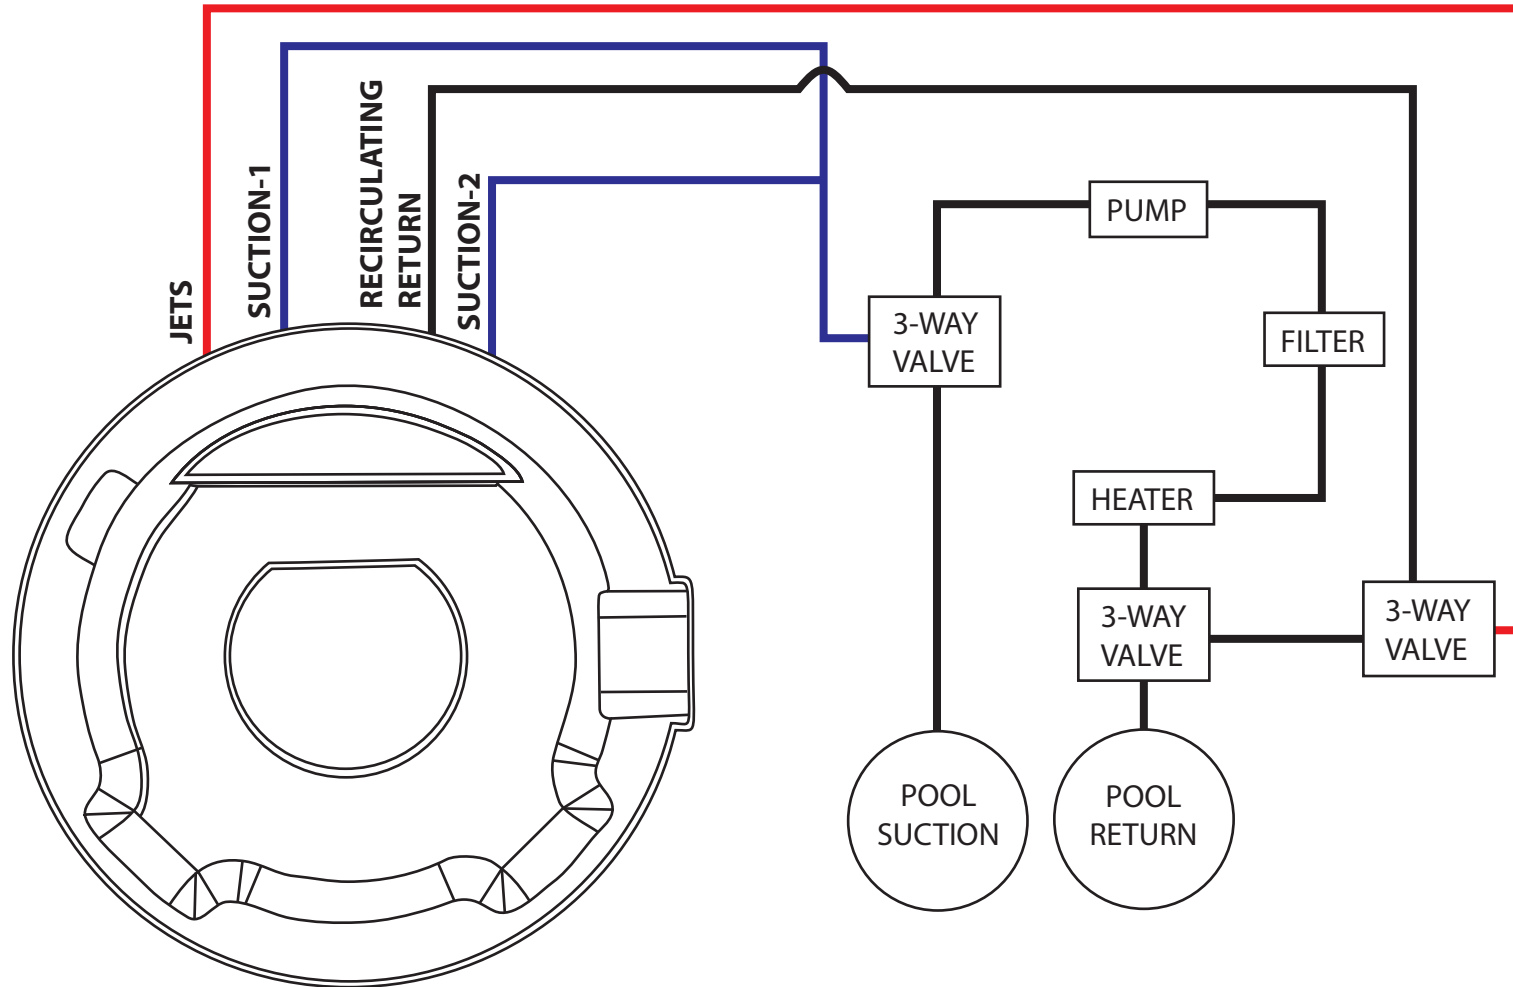 JETS
SUCTION-1
RECIRCULATING
RETURN
SUCTION-2
PUMP
3-WAY
VALVE
FILTER
HEATER
3-WAY
VALVE
3-WAY
VALVE
POOL
SUCTION
POOL
RETURN